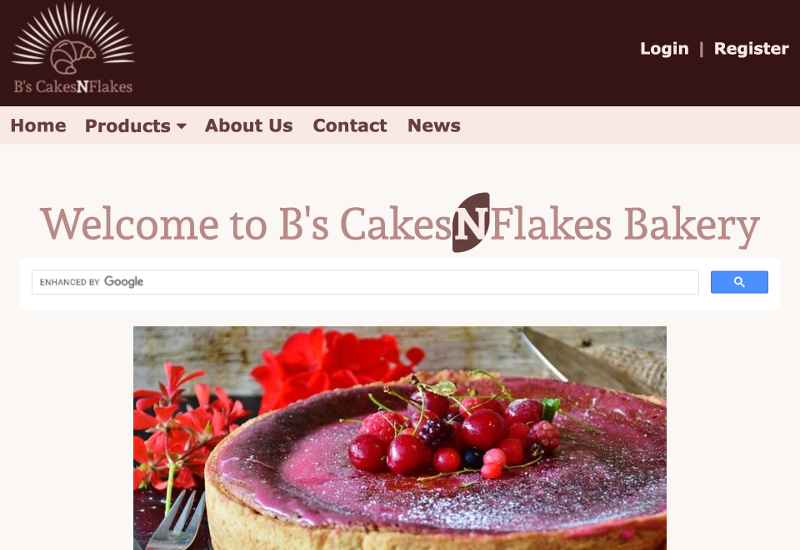 B's CakesNFlakes
Login | Register
Home Products About Us Contact News
Welcome to B's CakesNFlakes Bakery
ENHANCED BY Google